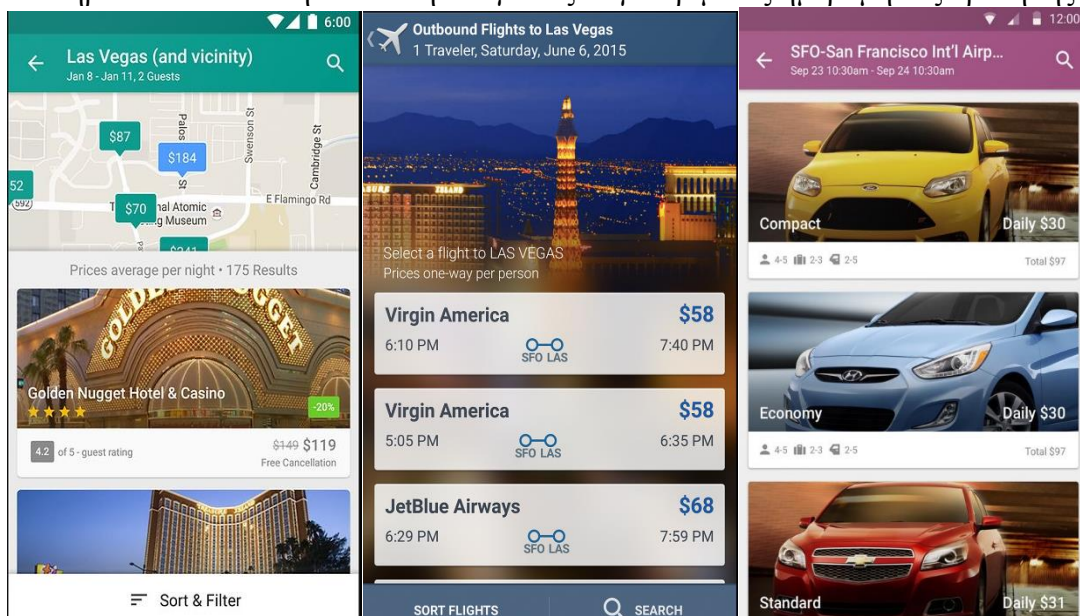 6:00
Las Vegas (and vicinity)
Jan 8 - Jan 11, 2 Guests
$87
Palos
St
$184
Swenson St
Cambridge St
52
592
$70
nal Atomic
ng Museum
E Flamingo Rd
$241
Prices average per night • 175 Results
GOLDEN NUGGET
Golden Nugget Hotel & Casino
-20%
4.2 of 5 - guest rating
$149 $119
Free Cancellation
Sort & Filter
Outbound Flights to Las Vegas
1 Traveler, Saturday, June 6, 2015
Select a flight to LAS VEGAS
Prices one-way per person
Virgin America $58
6:10 PM SFO LAS 7:40 PM
Virgin America $58
5:05 PM SFO LAS 6:35 PM
JetBlue Airways $68
6:29 PM SFO LAS 7:59 PM
SORT FLIGHTS SEARCH
12:00
SFO-San Francisco Int'l Airp...
Sep 23 10:30am - Sep 24 10:30am
Compact Daily $30
4-5 2-3 2-5 Total $97
Economy Daily $30
4-5 2-3 2-5 Total $97
Standard Daily $31